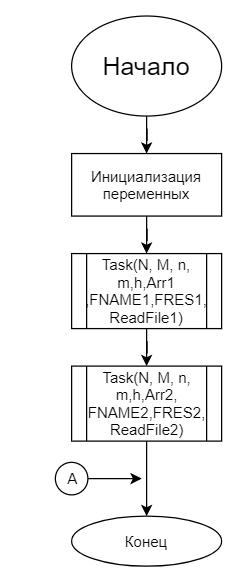 Начало
Инициализация
переменных
Task(N, M, n,
m,h,Arr1
,FNAME1,FRES1,
ReadFile1)
Task(N, M, n,
m,h,Arr2,
FNAME2,FRES2,
ReadFile2)
A
Конец